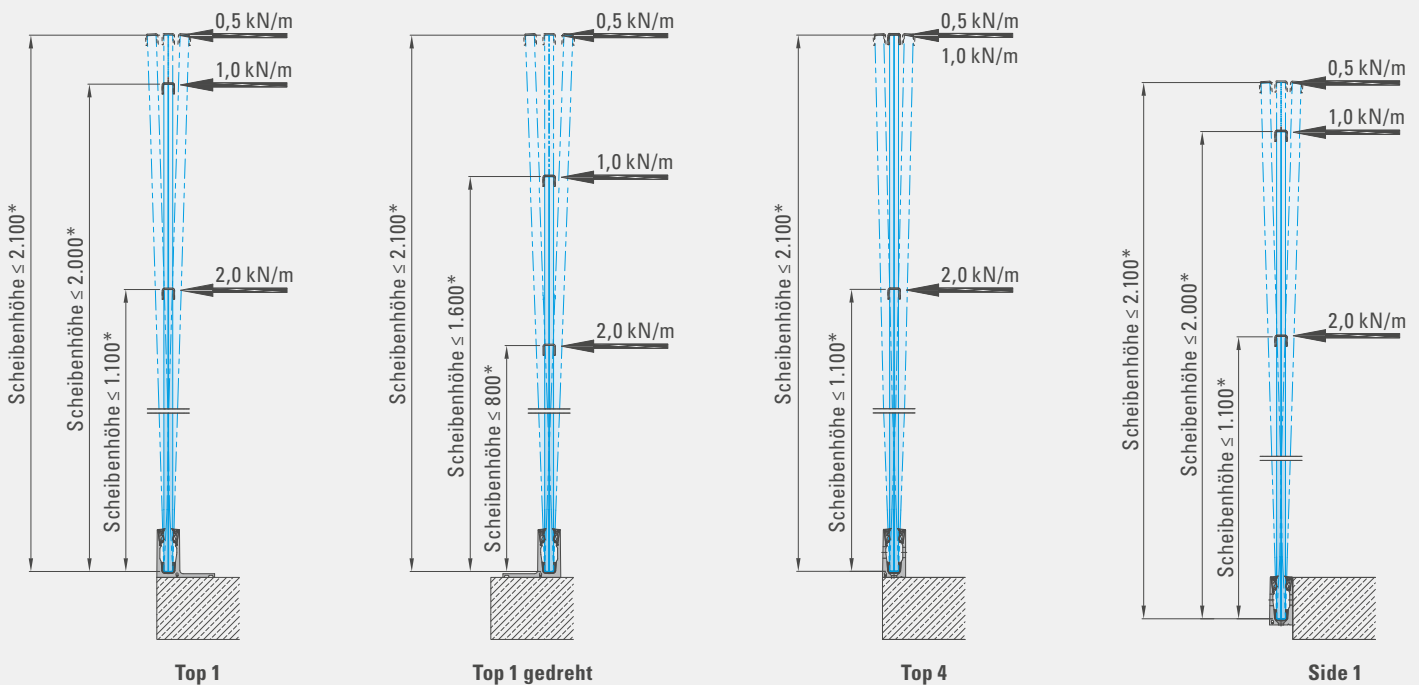 0,5 kN/m
1,0 kN/m
2,0 kN/m
Scheibenhöhe ≤ 2.100*
Scheibenhöhe ≤ 2.000*
Scheibenhöhe ≤ 1.100*
Top 1
0,5 kN/m
1,0 kN/m
2,0 kN/m
Scheibenhöhe ≤ 2.100*
Scheibenhöhe ≤ 1.600*
Scheibenhöhe ≤ 800*
Top 1 gedreht
0,5 kN/m
1,0 kN/m
2,0 kN/m
Scheibenhöhe ≤ 2.100*
Scheibenhöhe ≤ 1.100*
Top 4
0,5 kN/m
1,0 kN/m
2,0 kN/m
Scheibenhöhe ≤ 2.100*
Scheibenhöhe ≤ 2.000*
Scheibenhöhe ≤ 1.100*
Side 1